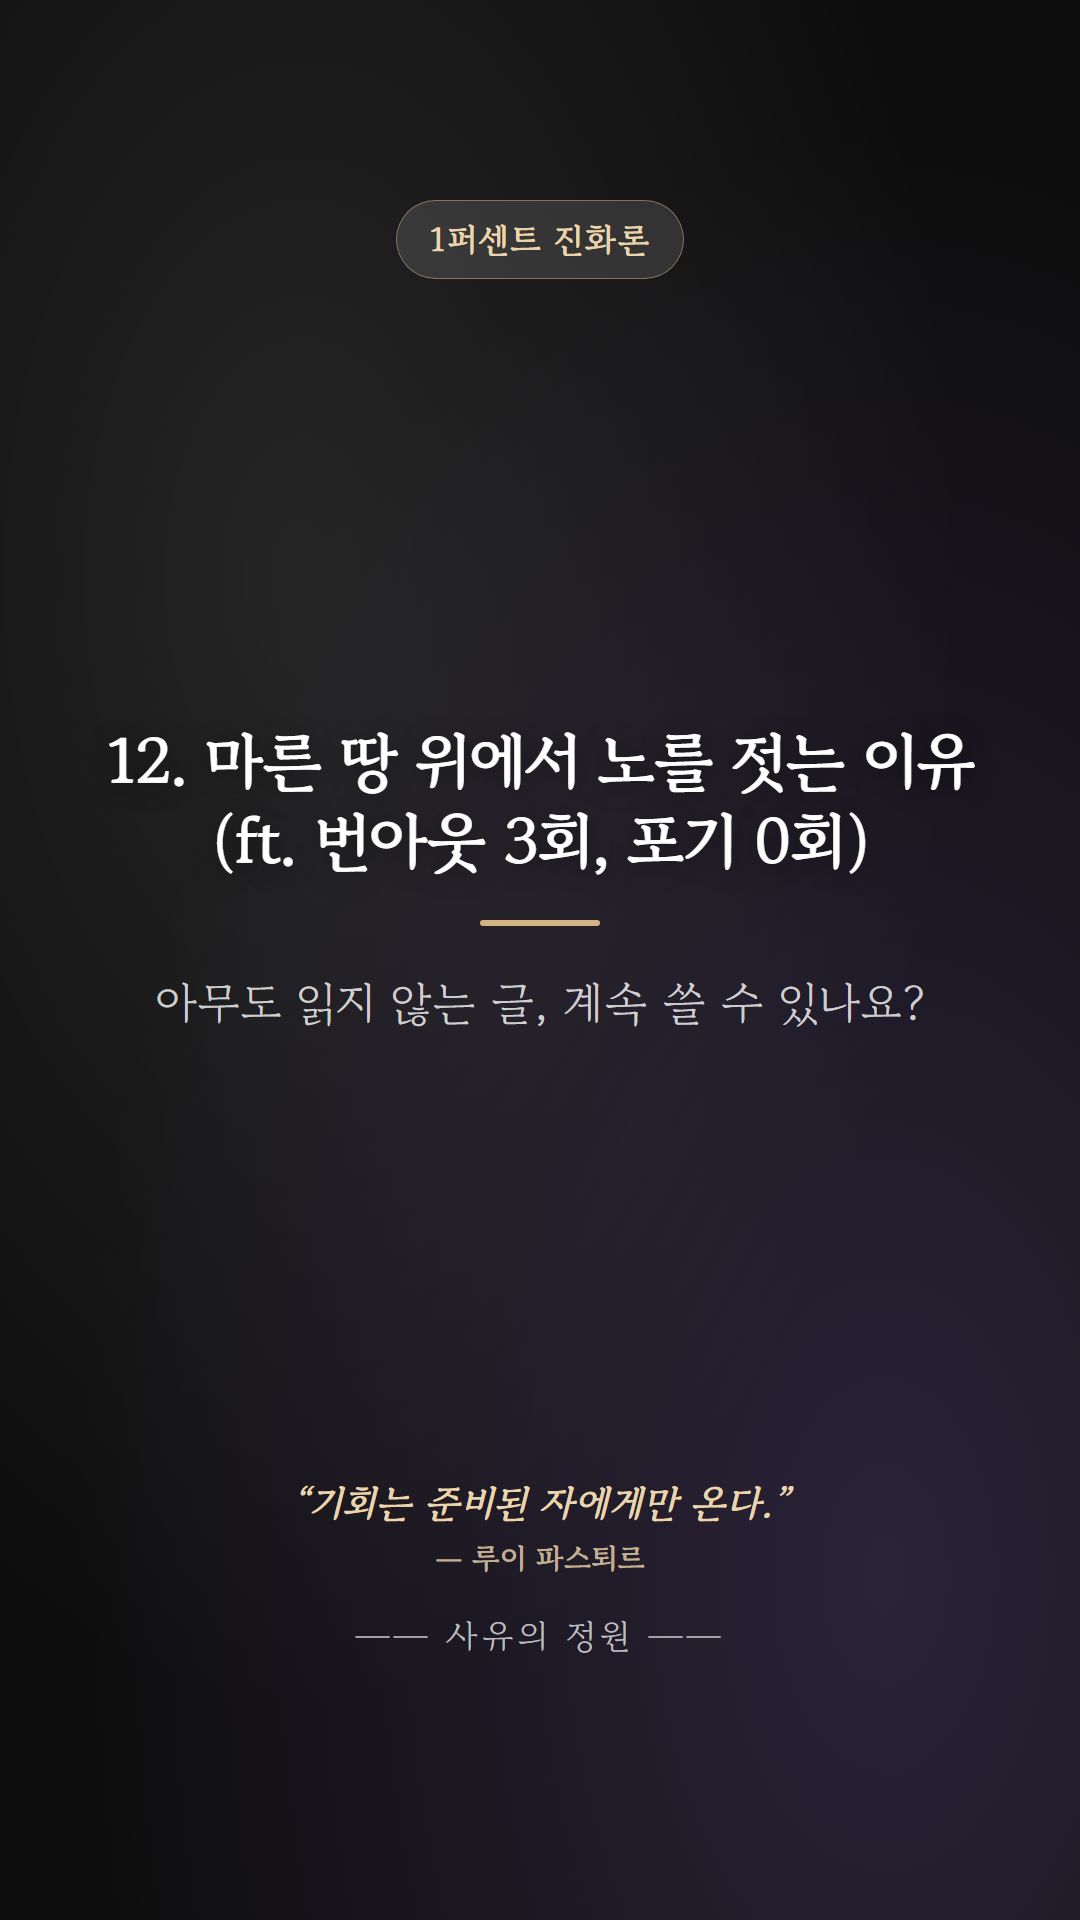 1퍼센트 진화론
12. 마른 땅 위에서 노를 젓는 이유
(ft. 번아웃 3회, 포기 0회)
아무도 읽지 않는 글, 계속 쓸 수 있나요?
“기회는 준비된 자에게만 온다.”
— 루이 파스퇴르
—— 사유의 정원 ——